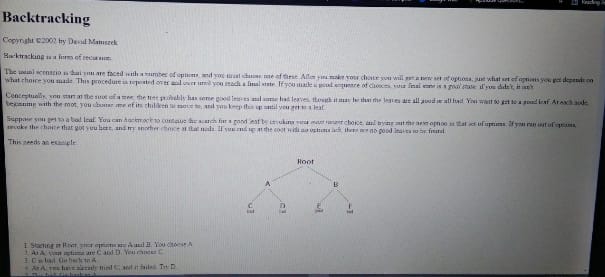 Backtracking
Copyright ©2002 by David Matuszek
Backtracking is a form of recursion.
The usual scenario is that you are faced with a number of options, and you must choose one of these. After you make your choice you will get a new set of options; just what set of options you get depends on
what choice you made. This procedure is repeated over and over until you reach a final state. If you made a good sequence of choices, your final state is a goal state; if you didn't, it isn't.
Conceptually, you start at the root of a tree; the tree probably has some good leaves and some bad leaves, though it may be that the leaves are all good or all bad. You want to get to a good leaf. At each node,
beginning with the root, you choose one of its children to move to, and you keep this up until you get to a leaf.
Suppose you get to a bad leaf. You can backtrack to continue the search for a good leaf by revoking your most recent choice, and trying out the next option in that set of options. If you run out of options,
revoke the choice that got you here, and try another choice at that node. If you end up at the root with no options left, there are no good leaves to be found.
This needs an example.
Root
A B
C D E F
1. Starting at Root, your options are A and B. You choose A.
2. At A, your options are C and D. You choose C.
3. C is bad. Go back to A.
4. At A, you have already tried C, and it failed. Try D.